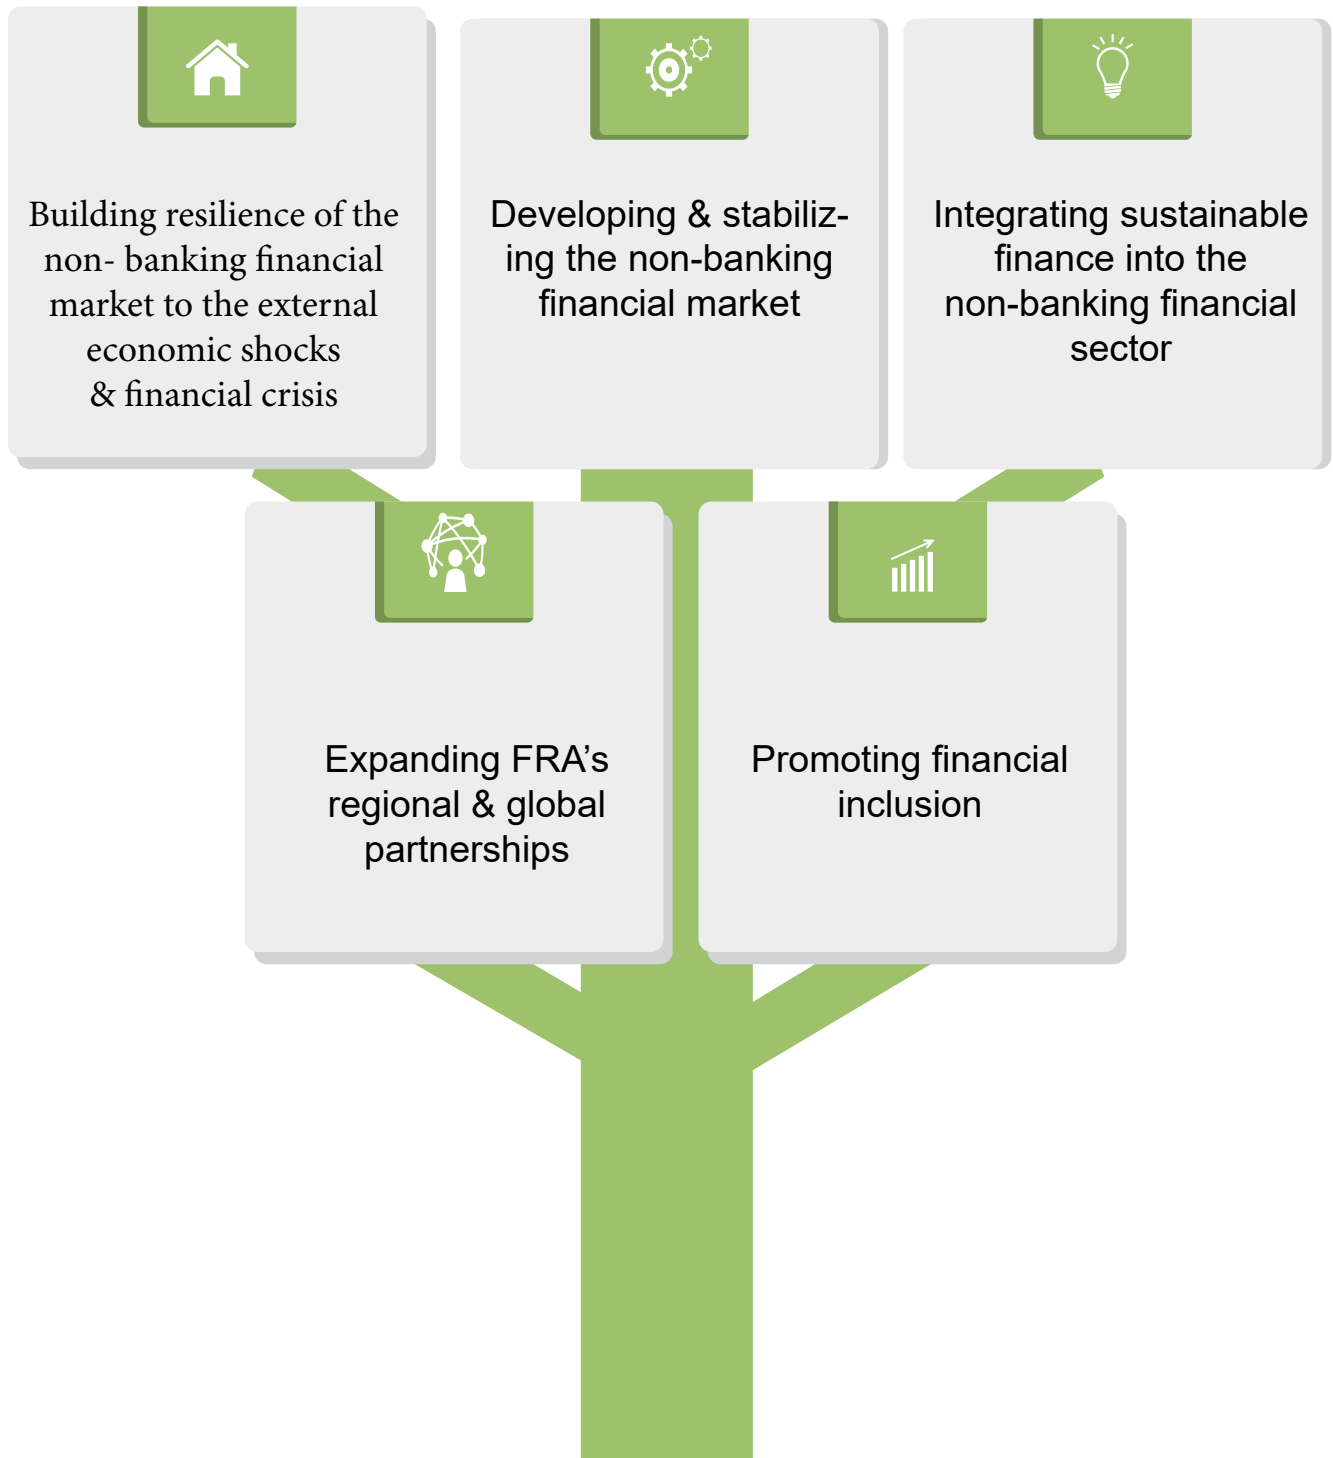 Building resilience of the
non- banking financial
market to the external
economic shocks
& financial crisis
Developing & stabiliz-
ing the non-banking
financial market
Integrating sustainable
finance into the
non-banking financial
sector
Expanding FRA’s
regional & global
partnerships
Promoting financial
inclusion